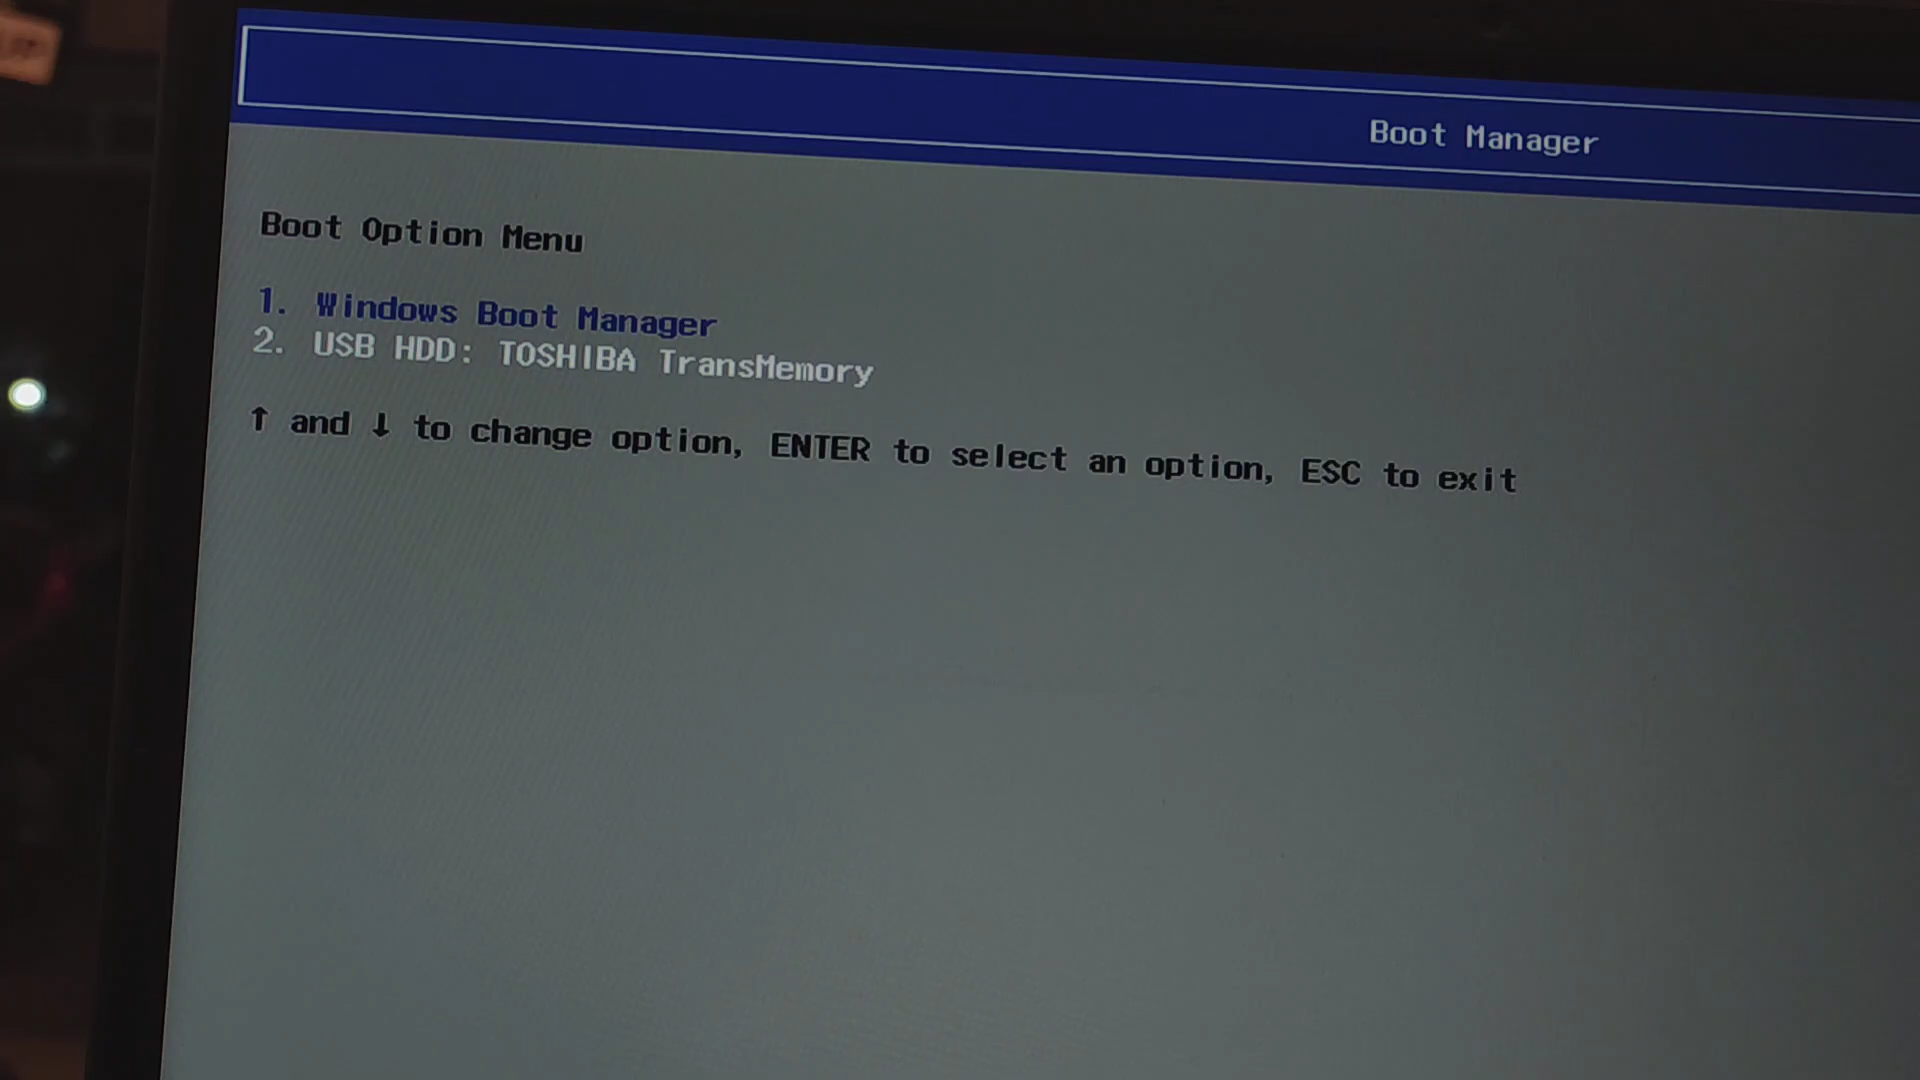 Boot Manager
Boot Option Menu
1. Windows Boot Manager
2. USB HDD: TOSHIBA TransMemory
↑ and ↓ to change option, ENTER to select an option, ESC to exit